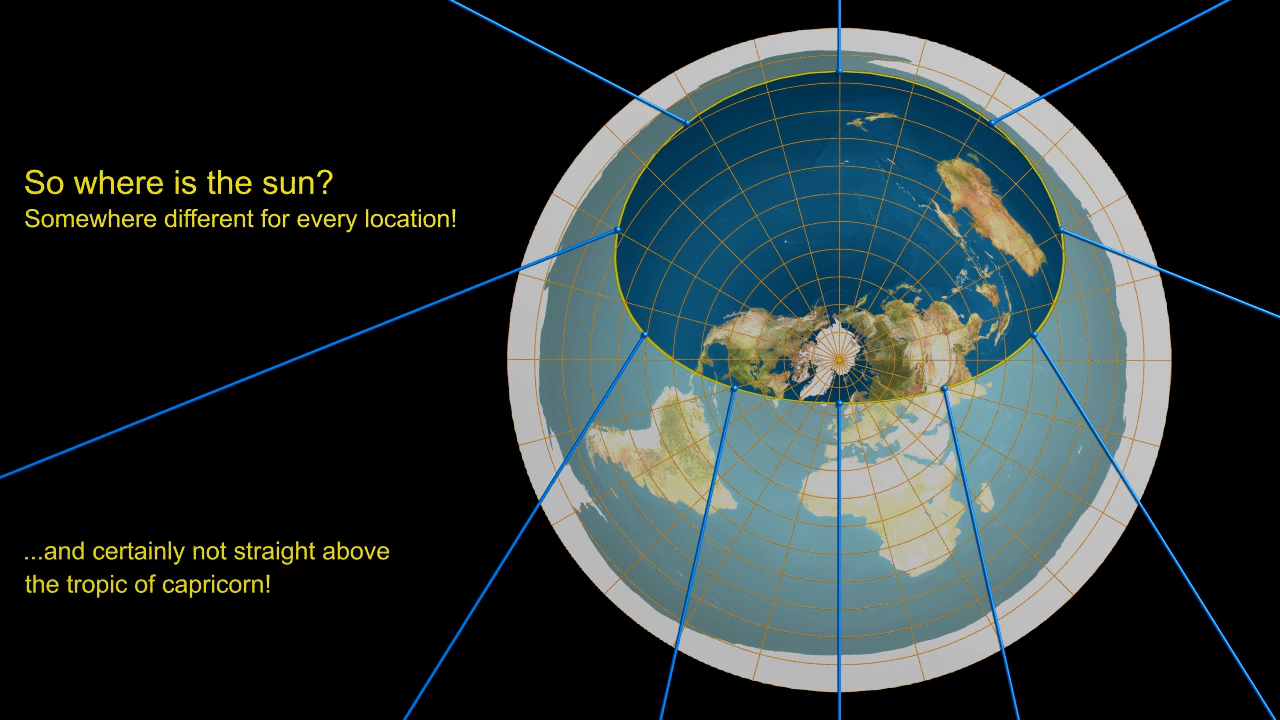 So where is the sun?
Somewhere different for every location!
...and certainly not straight above
the tropic of capricorn!